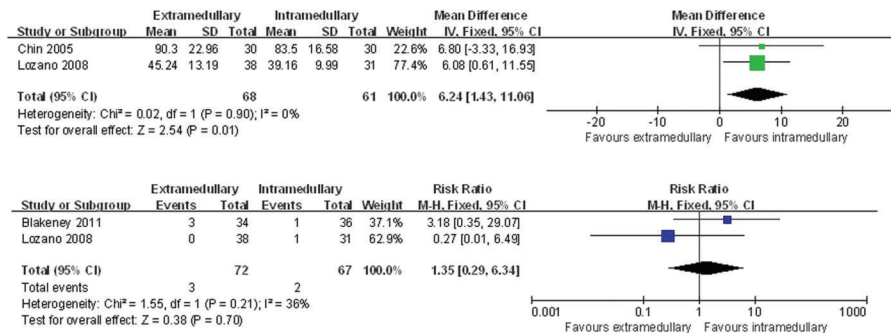 Extramedullary Intramedullary Mean Difference Mean Difference
Study or Subgroup Mean SD Total Mean SD Total Weight IV, Fixed, 95% CI IV, Fixed, 95% CI
Chin 2005 90.3 22.96 30 83.5 16.58 30 22.6% 6.80 [-3.33, 16.93]
Lozano 2008 45.24 13.19 38 39.16 9.99 31 77.4% 6.08 [0.61, 11.55]
Total (95% CI) 68 61 100.0% 6.24 [1.43, 11.06]
Heterogeneity: Chi² = 0.02, df = 1 (P = 0.90); I² = 0%
Test for overall effect: Z = 2.54 (P = 0.01)
-20 -10 0 10 20
Favours extramedullary Favours intramedullary
Extramedullary Intramedullary Risk Ratio Risk Ratio
Study or Subgroup Events Total Events Total Weight M-H, Fixed, 95% CI M-H, Fixed, 95% CI
Blakeney 2011 3 34 1 36 37.1% 3.18 [0.35, 29.07]
Lozano 2008 0 38 1 31 62.9% 0.27 [0.01, 6.49]
Total (95% CI) 72 67 100.0% 1.35 [0.29, 6.34]
Total events 3 2
Heterogeneity: Chi² = 1.55, df = 1 (P = 0.21); I² = 36%
Test for overall effect: Z = 0.38 (P = 0.70)
0.001 0.1 1 10 1000
Favours extramedullary Favours intramedullary